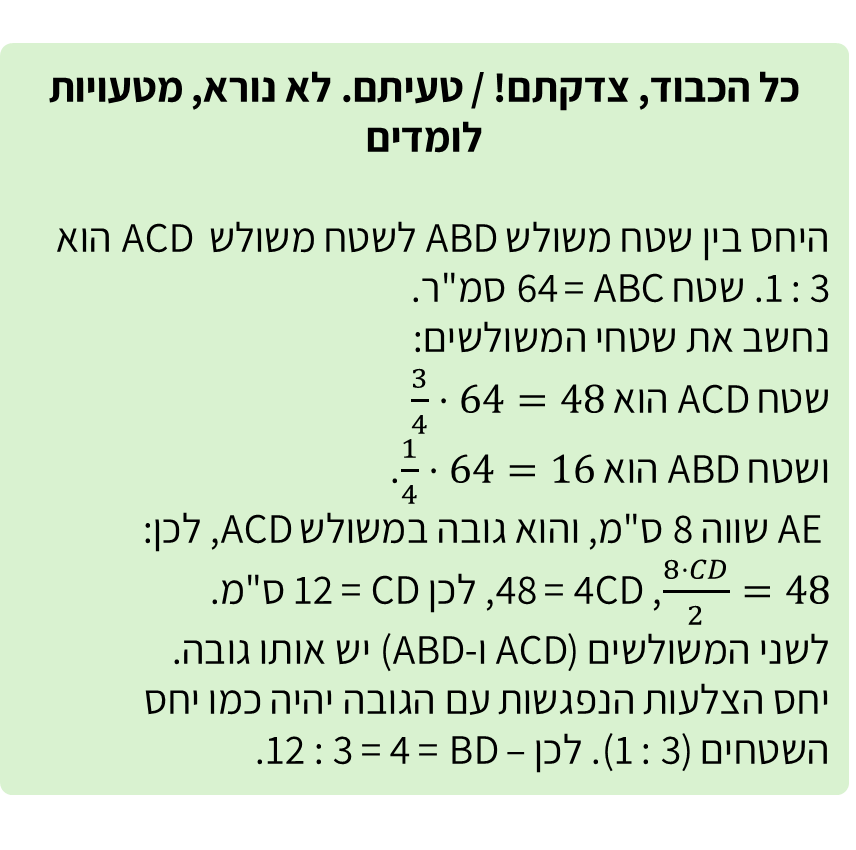 כל הכבוד, צדקתם! / טעיתם. לא נורא, מטעויות
לומדים
היחס בין שטח משולש ABD לשטח משולש ACD הוא
1 : 3. שטח ABC = 64 סמ"ר.
נחשב את שטחי המשולשים:
שטח ACD הוא 3/4 · 64 = 48
ושטח ABD הוא 1/4 · 64 = 16.
AE שווה 8 ס"מ, והוא גובה במשולש ACD, לכן:
8·CD/2 = 48, 48 = 4CD, לכן CD = 12 ס"מ.
לשני המשולשים (ACD ו-ABD) יש אותו גובה.
יחס הצלעות הנפגשות עם הגובה יהיה כמו יחס
השטחים (1 : 3). לכן – BD = 4 = 12 : 3.